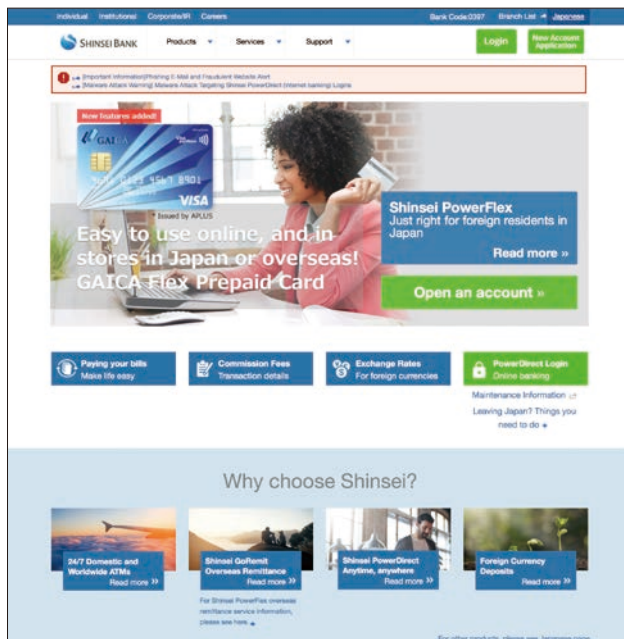 Individual Institutional Corporate/IR Careers Bank Code:0397 Branch List Japanese
SHINSEI BANK Products Services Support Login New Account
Application
[Important Information]Phishing E-Mail and Fraudulent Website Alert
[Malware Attack Warning] Malware Attack Targeting Shinsei PowerDirect (Internet banking) Logins
New features added!
GAICA
VISA
* Issued by APLUS
Easy to use online, and in
stores in Japan or overseas!
GAICA Flex Prepaid Card
Shinsei PowerFlex
Just right for foreign residents in
Japan
Read more »
Open an account »
Paying your bills
Make life easy
Commission Fees
Transaction details
Exchange Rates
For foreign currencies
PowerDirect Login
Online banking
Maintenance Information
Leaving Japan? Things you
need to do
Why choose Shinsei?
24/7 Domestic and
Worldwide ATMs
Read more »
Shinsei GoRemit
Overseas Remittance
Read more »
For Shinsei PowerFlex overseas
remittance service information,
please see here.
Shinsei PowerDirect
Anytime, anywhere
Read more »
Foreign Currency
Deposits
Read more »